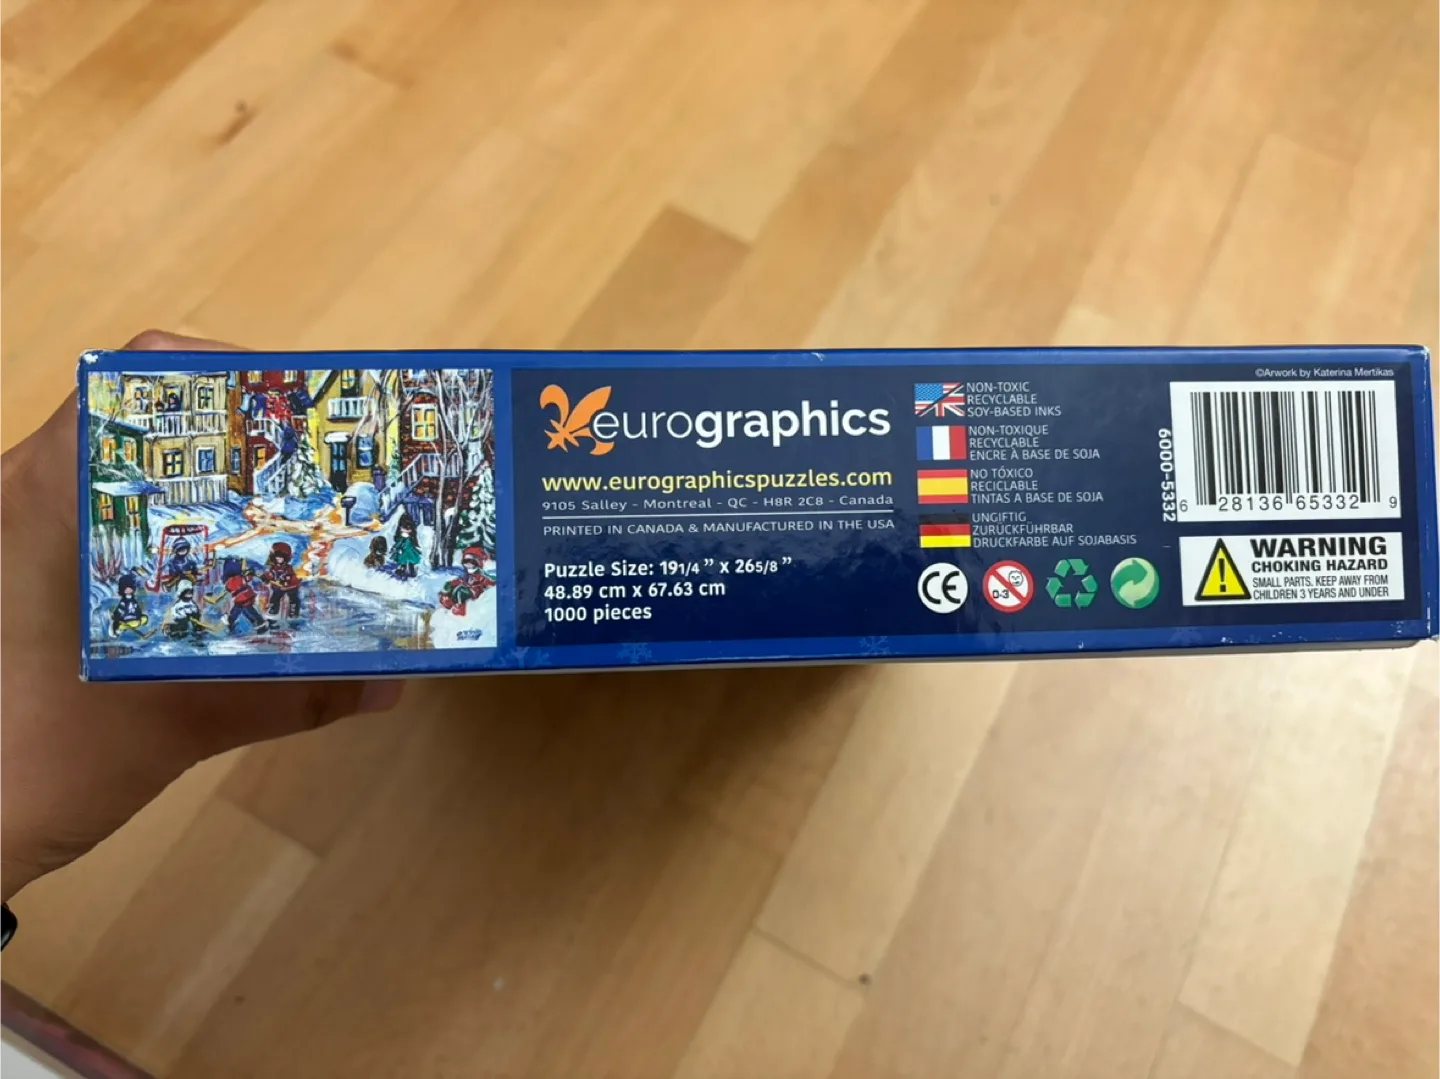 eurographics
www.eurographicspuzzles.com
9105 Salley - Montreal - QC - H8R 2C8 - Canada
PRINTED IN CANADA & MANUFACTURED IN THE USA
Puzzle Size: 19 1/4 " x 26 5/8 "
48.89 cm x 67.63 cm
1000 pieces
NON-TOXIC
RECYCLABLE
SOY-BASED INKS
NON-TOXIQUE
RECYCLABLE
ENCRE À BASE DE SOJA
NO TÓXICO
RECICLABLE
TINTAS A BASE DE SOJA
UNGIFTIG
ZURÜCKFÜHRBAR
DRUCKFARBE AUF SOJABASIS
CE
0-3
©Arwork by Katerina Mertikas
6000-5332
6 28136 65332 9
WARNING
CHOKING HAZARD
SMALL PARTS. KEEP AWAY FROM
CHILDREN 3 YEARS AND UNDER